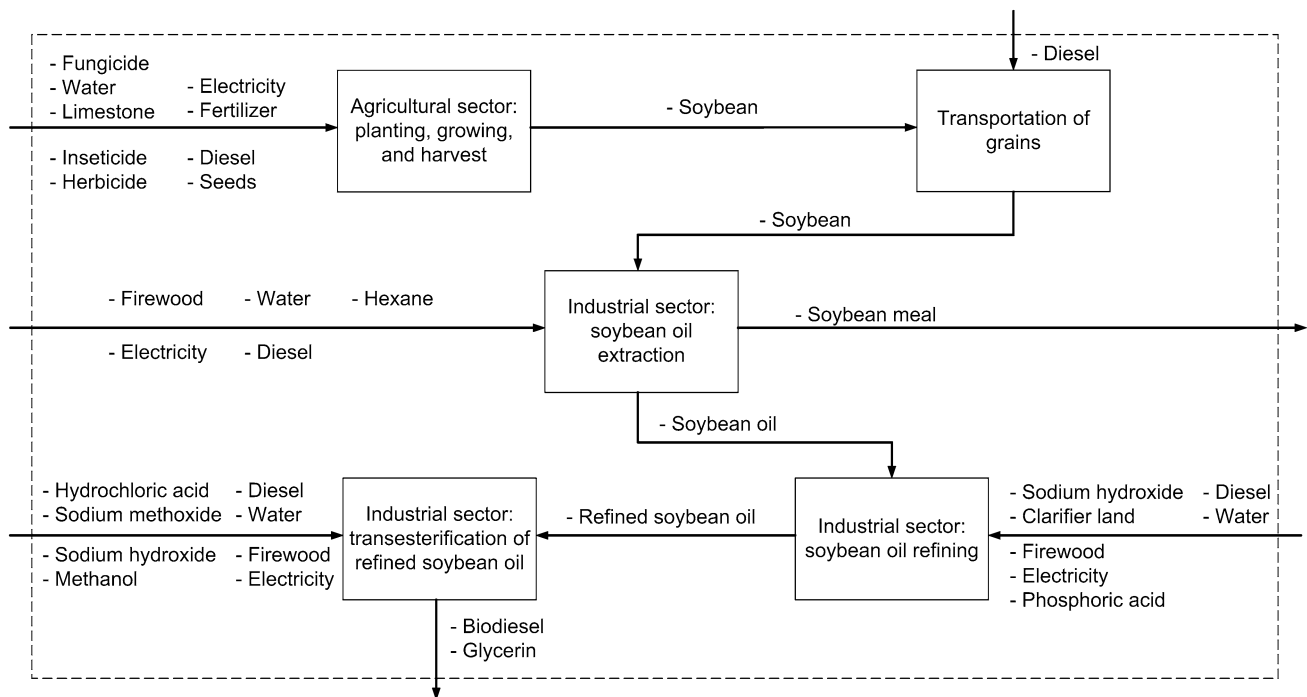 - Fungicide
- Water
- Limestone
- Electricity
- Fertilizer
- Inseticide
- Herbicide
- Diesel
- Seeds
Agricultural sector:
planting, growing,
and harvest
- Soybean
- Diesel
Transportation of
grains
- Soybean
- Firewood
- Water
- Hexane
- Electricity
- Diesel
Industrial sector:
soybean oil
extraction
- Soybean meal
- Soybean oil
- Hydrochloric acid
- Sodium methoxide
- Diesel
- Water
- Sodium hydroxide
- Methanol
- Firewood
- Electricity
Industrial sector:
transesterification of
refined soybean oil
- Refined soybean oil
Industrial sector:
soybean oil refining
- Sodium hydroxide
- Clarifier land
- Diesel
- Water
- Firewood
- Electricity
- Phosphoric acid
- Biodiesel
- Glycerin